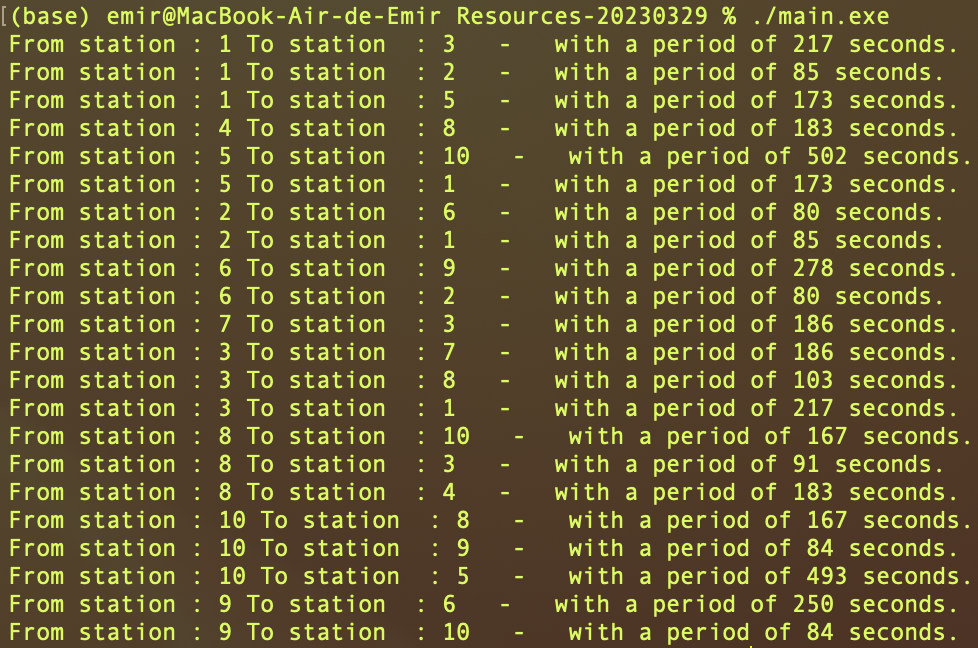 [(base) emir@MacBook-Air-de-Emir Resources-20230329 % ./main.exe
From station : 1 To station  : 3   -   with a period of 217 seconds.
From station : 1 To station  : 2   -   with a period of 85 seconds.
From station : 1 To station  : 5   -   with a period of 173 seconds.
From station : 4 To station  : 8   -   with a period of 183 seconds.
From station : 5 To station  : 10   -   with a period of 502 seconds.
From station : 5 To station  : 1   -   with a period of 173 seconds.
From station : 2 To station  : 6   -   with a period of 80 seconds.
From station : 2 To station  : 1   -   with a period of 85 seconds.
From station : 6 To station  : 9   -   with a period of 278 seconds.
From station : 6 To station  : 2   -   with a period of 80 seconds.
From station : 7 To station  : 3   -   with a period of 186 seconds.
From station : 3 To station  : 7   -   with a period of 186 seconds.
From station : 3 To station  : 8   -   with a period of 103 seconds.
From station : 3 To station  : 1   -   with a period of 217 seconds.
From station : 8 To station  : 10   -   with a period of 167 seconds.
From station : 8 To station  : 3   -   with a period of 91 seconds.
From station : 8 To station  : 4   -   with a period of 183 seconds.
From station : 10 To station  : 8   -   with a period of 167 seconds.
From station : 10 To station  : 9   -   with a period of 84 seconds.
From station : 10 To station  : 5   -   with a period of 493 seconds.
From station : 9 To station  : 6   -   with a period of 250 seconds.
From station : 9 To station  : 10   -   with a period of 84 seconds.